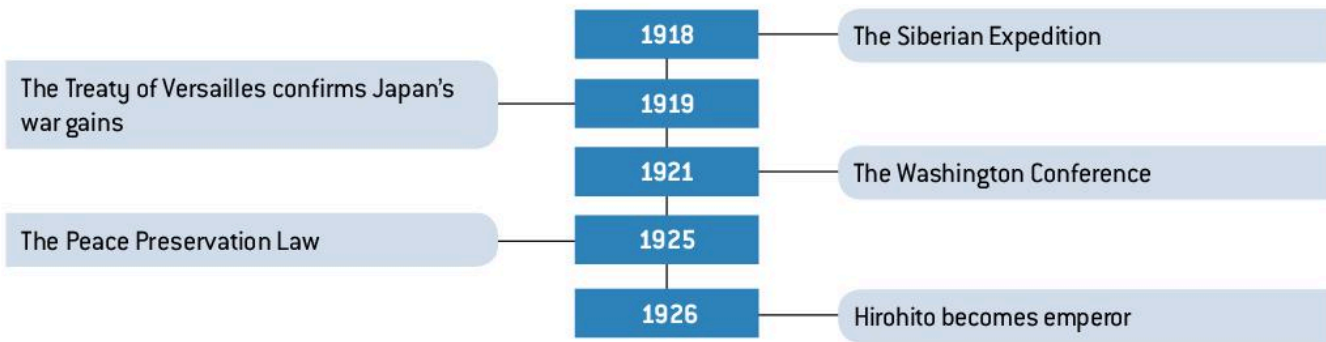 1918
The Siberian Expedition
The Treaty of Versailles confirms Japan's
war gains
1919
1921
The Washington Conference
The Peace Preservation Law
1925
1926
Hirohito becomes emperor